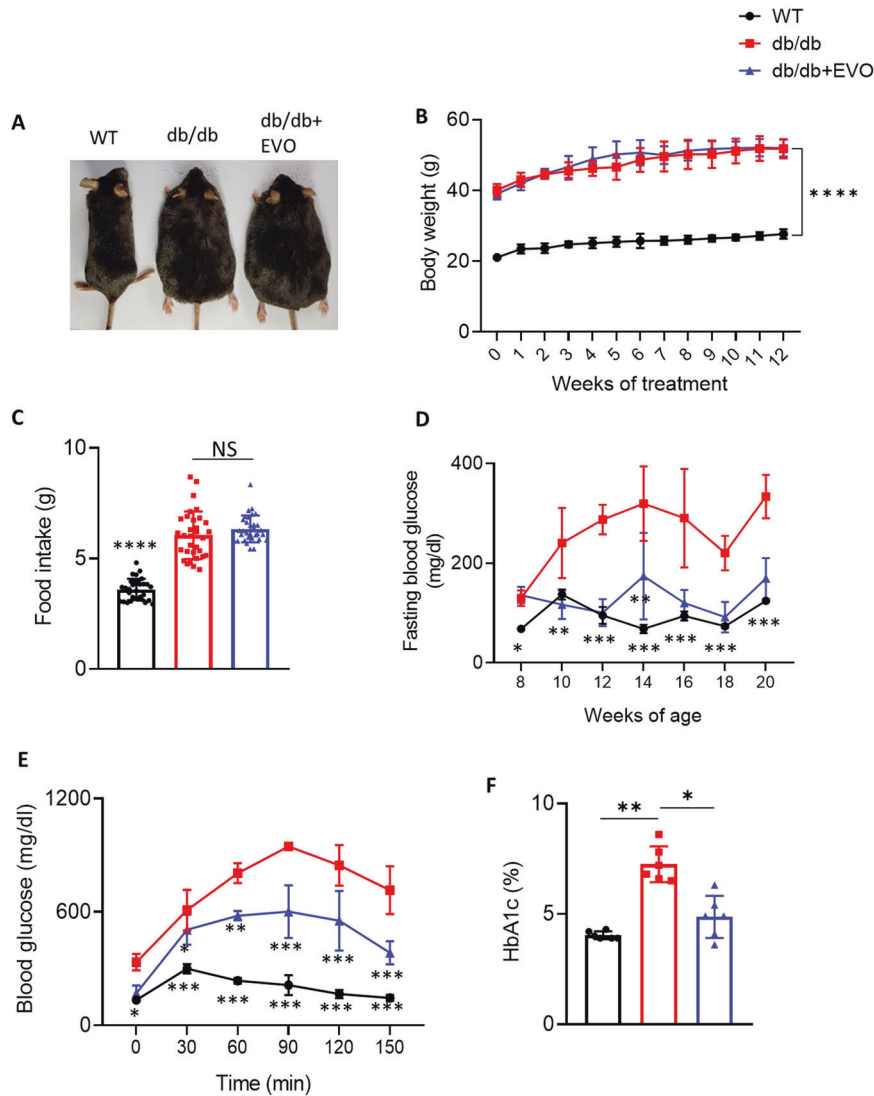 WT
db/db
db/db+EVO
A
WT
db/db
db/db+
EVO
B
Body weight (g)
60
40
20
0
****
0 1 2 3 4 5 6 7 8 9 10 11 12
Weeks of treatment
C
Food intake (g)
10
5
0
****
NS
D
Fasting blood glucose
(mg/dl)
400
200
0
*
**
***
**
***
***
***
***
8 10 12 14 16 18 20
Weeks of age
E
Blood glucose (mg/dl)
1200
600
0
*
*
***
**
***
***
***
***
***
***
***
0 30 60 90 120 150
Time (min)
F
HbA1c (%)
10
5
0
**
*